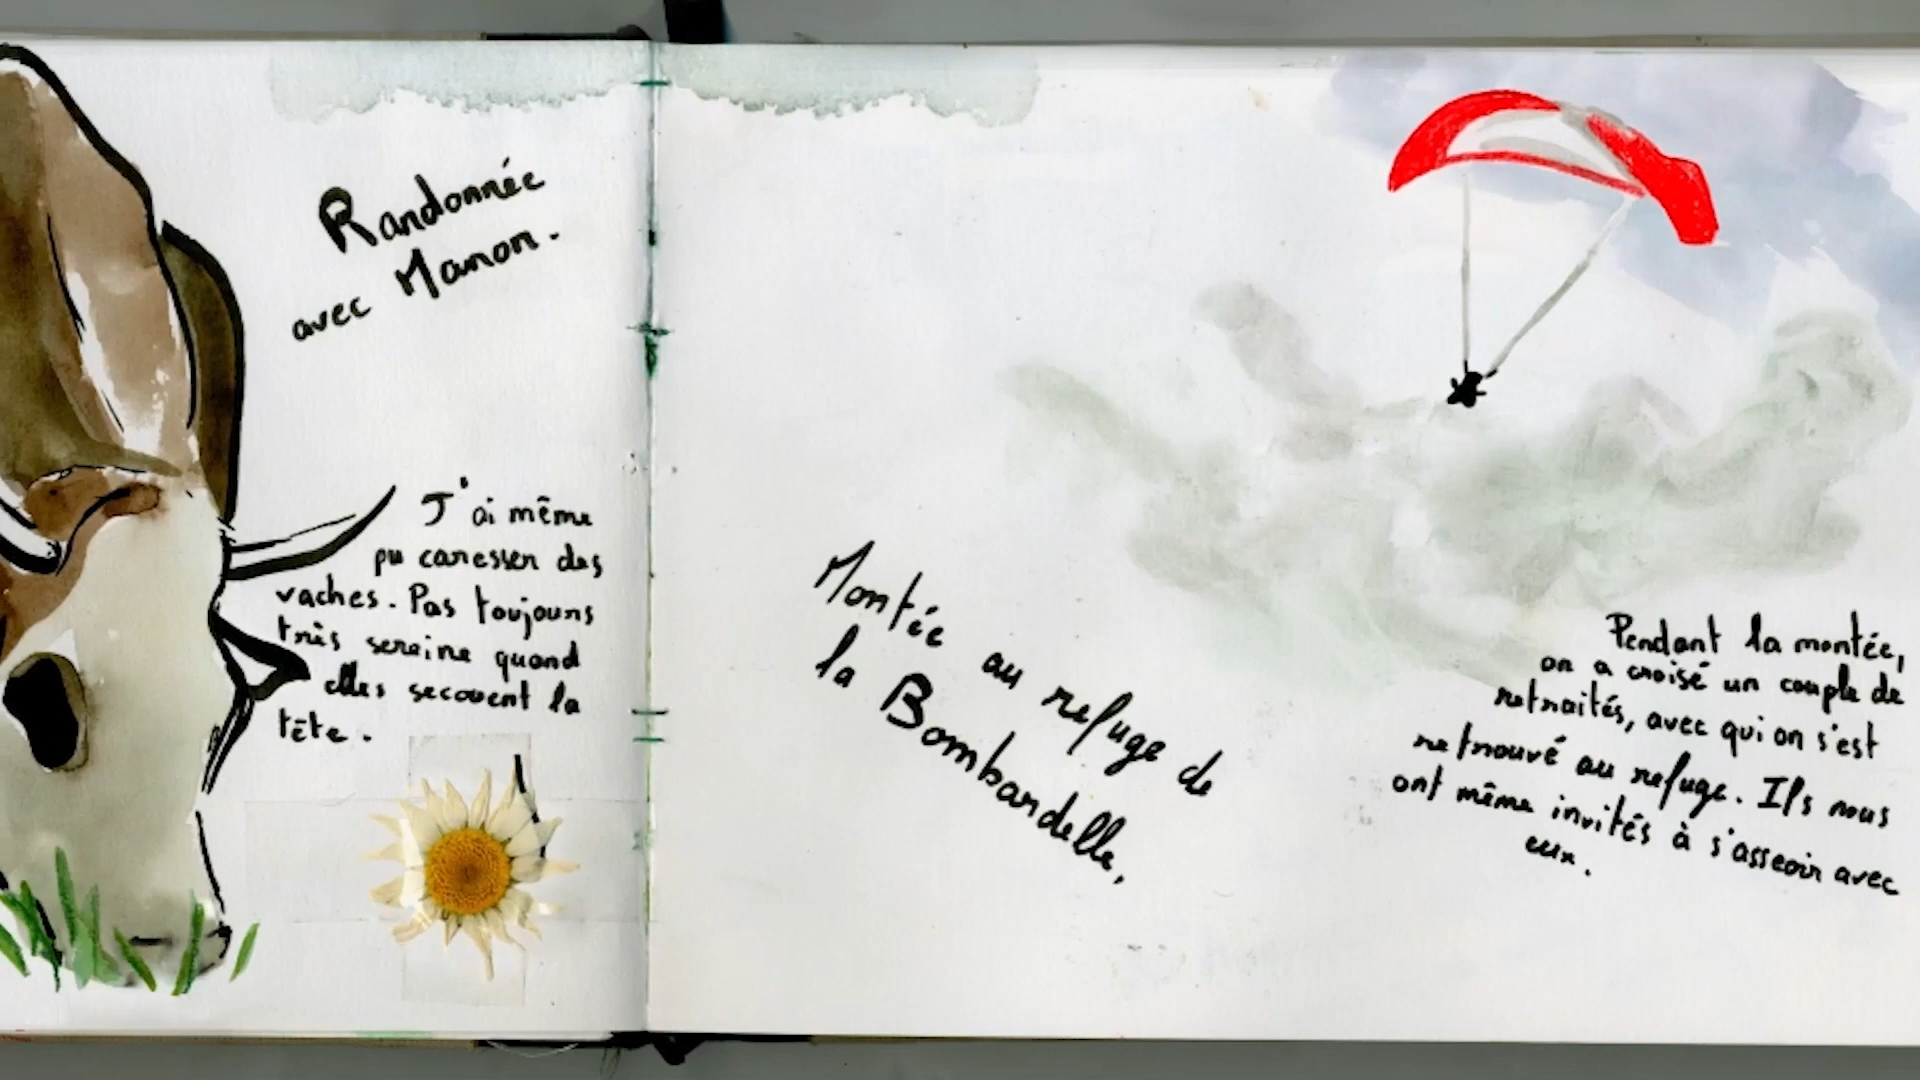 Randonnée
avec Manon.
J'ai même
pu caresser des
vaches. Pas toujours
très sereine quand
elles secouent la
tête.
Montée au refuge de
la Bombardelle,
Pendant la montée,
on a croisé un couple de
retraités, avec qui on s'est
retrouvé au refuge. Ils nous
ont même invités à s'asseoir avec
eux.